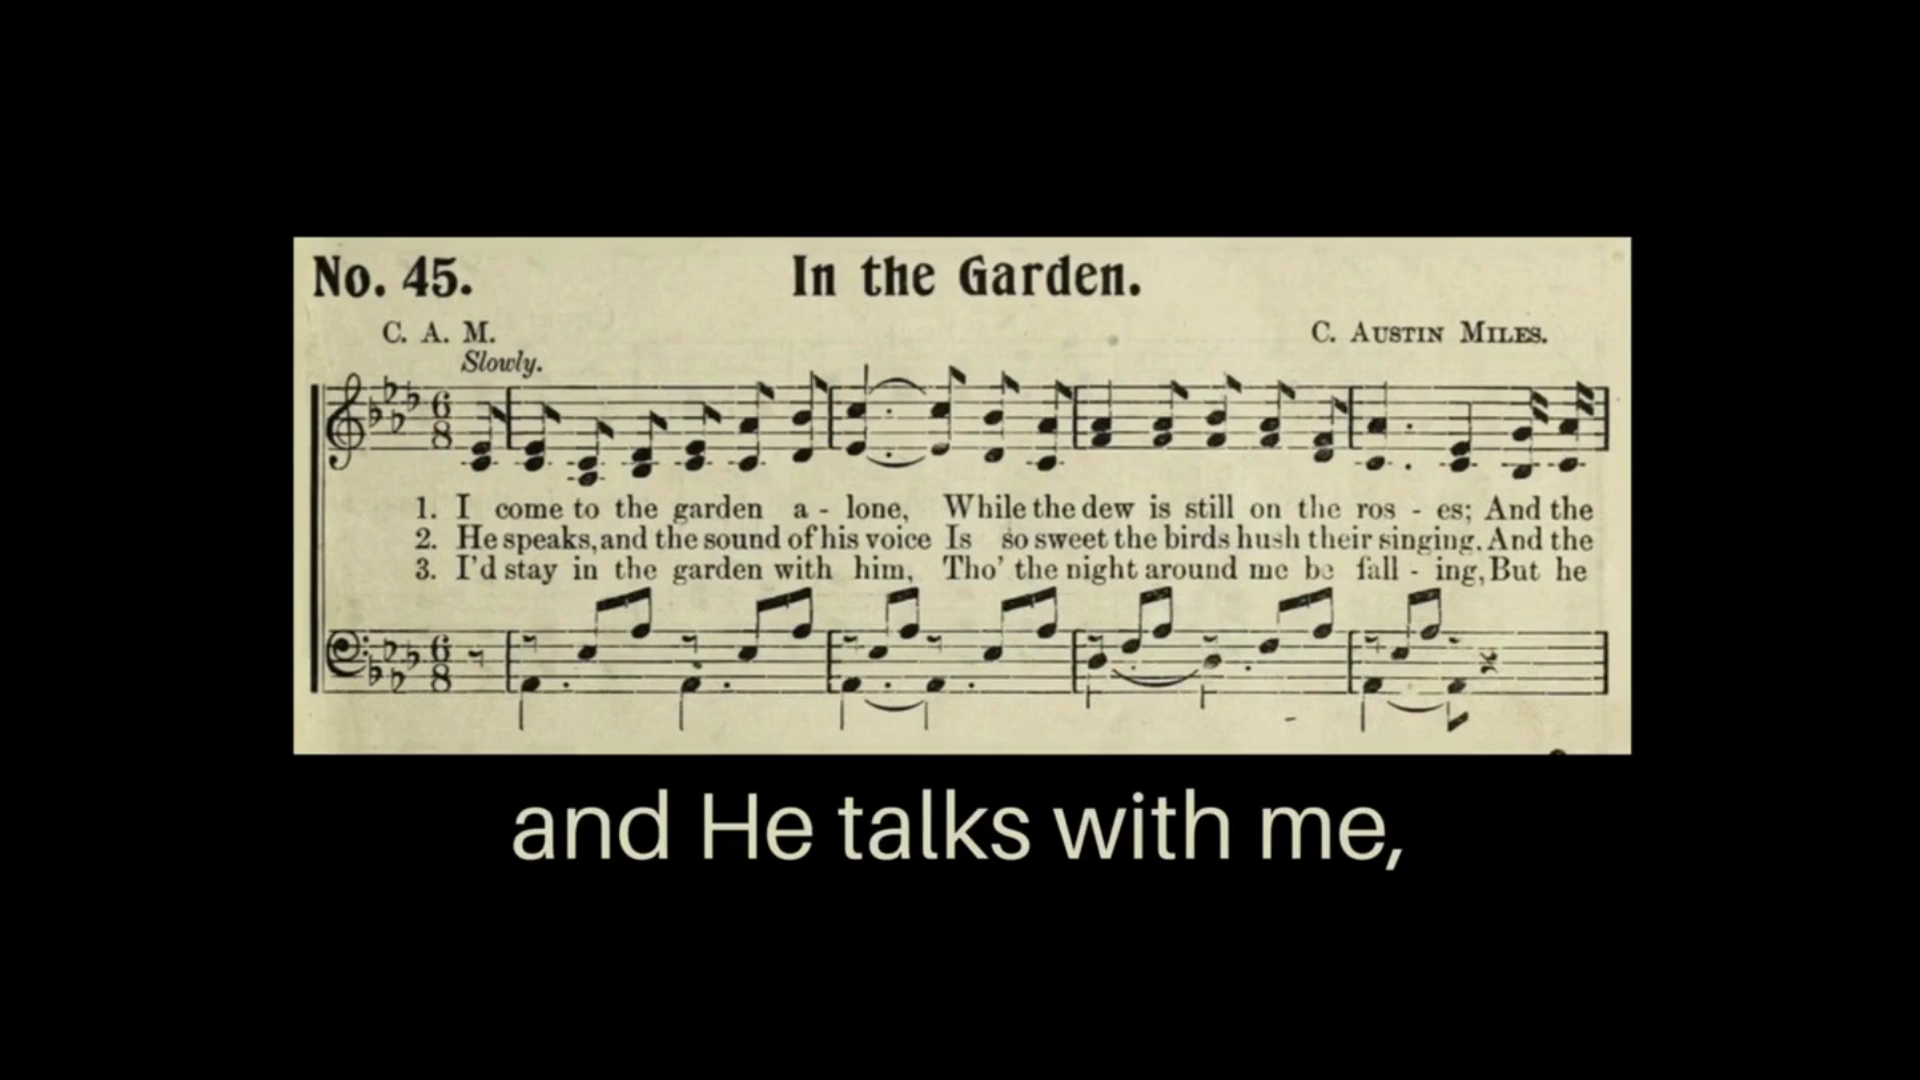 No. 45.
In the Garden.
C. A. M.
C. AUSTIN MILES.
Slowly.
1. I come to the garden a - lone, While the dew is still on the ros - es; And the
2. He speaks, and the sound of his voice Is so sweet the birds hush their singing. And the
3. I'd stay in the garden with him, Tho' the night around me be fall - ing, But he
and He talks with me,